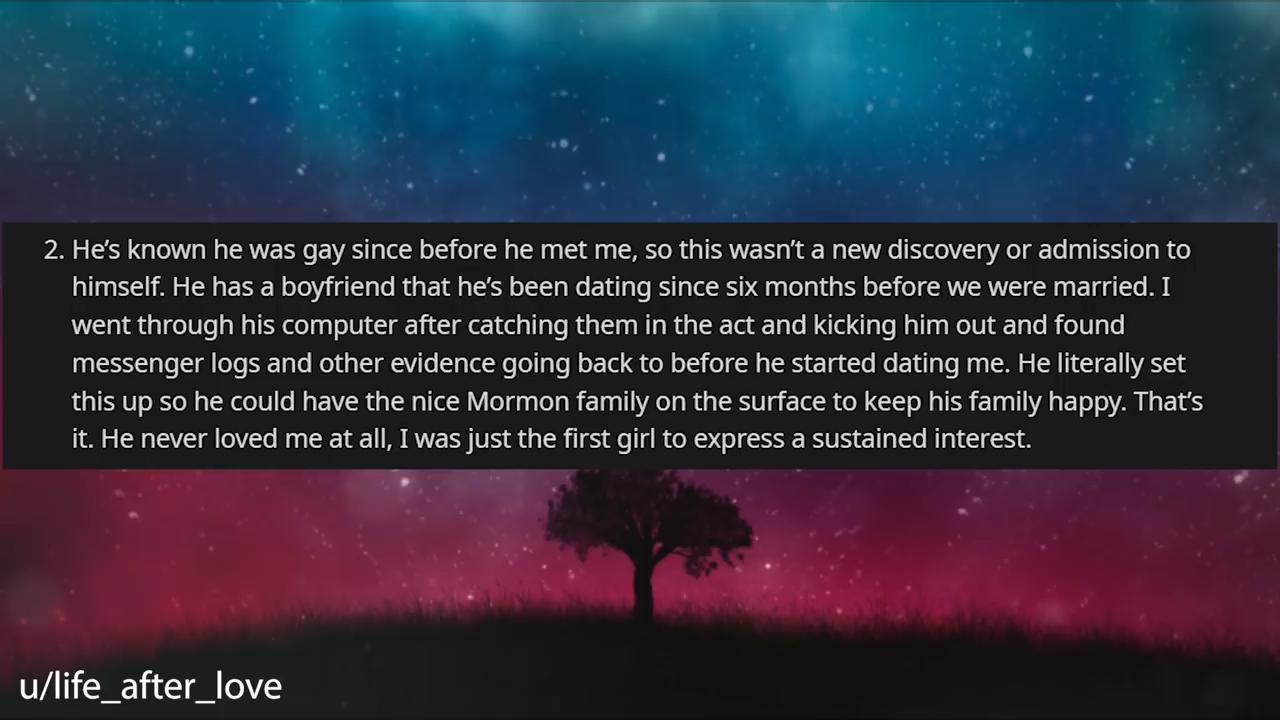 2. He’s known he was gay since before he met me, so this wasn’t a new discovery or admission to
himself. He has a boyfriend that he’s been dating since six months before we were married. I
went through his computer after catching them in the act and kicking him out and found
messenger logs and other evidence going back to before he started dating me. He literally set
this up so he could have the nice Mormon family on the surface to keep his family happy. That’s
it. He never loved me at all, I was just the first girl to express a sustained interest.
u/life_after_love